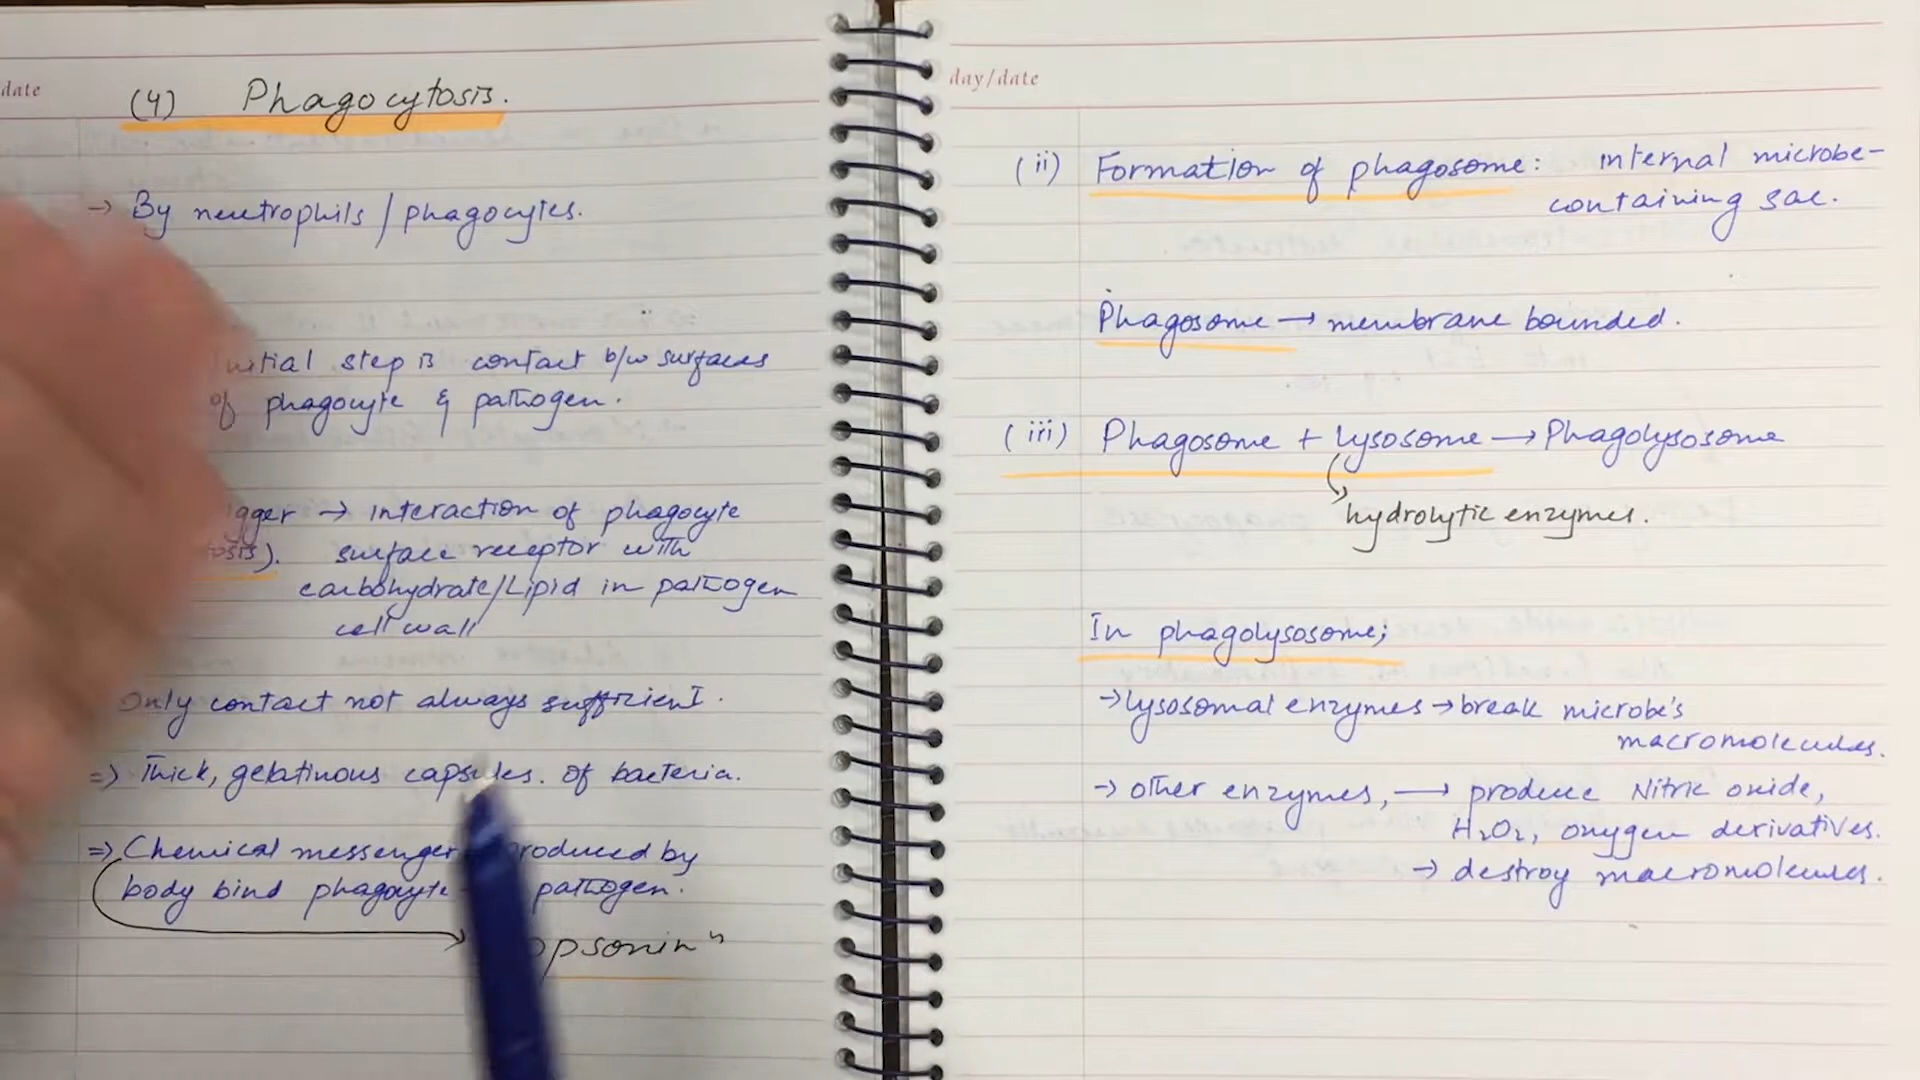 date
(4) Phagocytosis.
→ By neutrophils / phagocytes.
initial step is contact b/w surfaces
of phagocyte & pathogen.
→ interaction of phagocyte
surface receptor with
carbohydrate/Lipid in pathogen
cell wall
Only contact not always sufficient.
⇒ Thick, gelatinous capsules. of bacteria.
⇒ Chemical messenger produced by
body bind phagocyte pathogen.
opsonin"
day/date
(ii) Formation of phagosome: internal microbe-
containing sac.
Phagosome → membrane bounded.
(iii) Phagosome + lysosome → Phagolysosome
hydrolytic enzymes.
In phagolysosome;
→ lysosomal enzymes → break microbe's
macromolecules.
→ other enzymes, → produce Nitric oxide,
H₂O₂, oxygen derivatives.
→ destroy macromolecules.